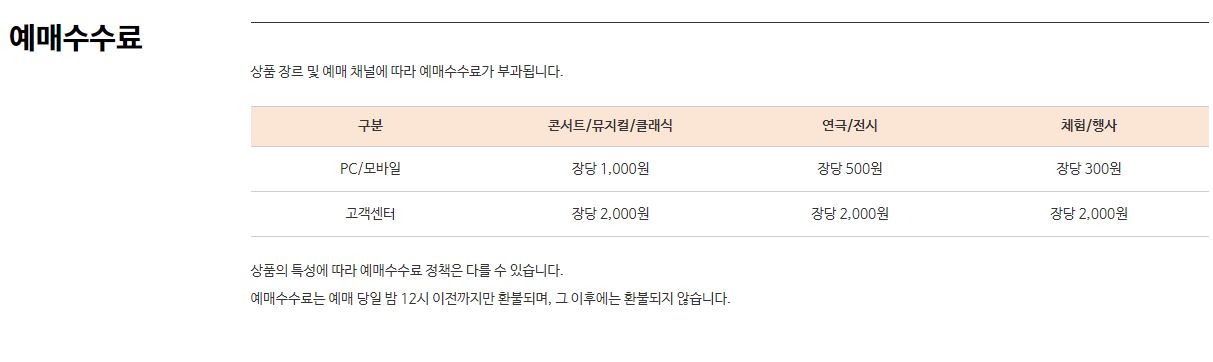 예매수수료
상품 장르 및 예매 채널에 따라 예매수수료가 부과됩니다.
구분 콘서트/뮤지컬/클래식 연극/전시 체험/행사
PC/모바일 장당 1,000원 장당 500원 장당 300원
고객센터 장당 2,000원 장당 2,000원 장당 2,000원
상품의 특성에 따라 예매수수료 정책은 다를 수 있습니다.
예매수수료는 예매 당일 밤 12시 이전까지만 환불되며, 그 이후에는 환불되지 않습니다.